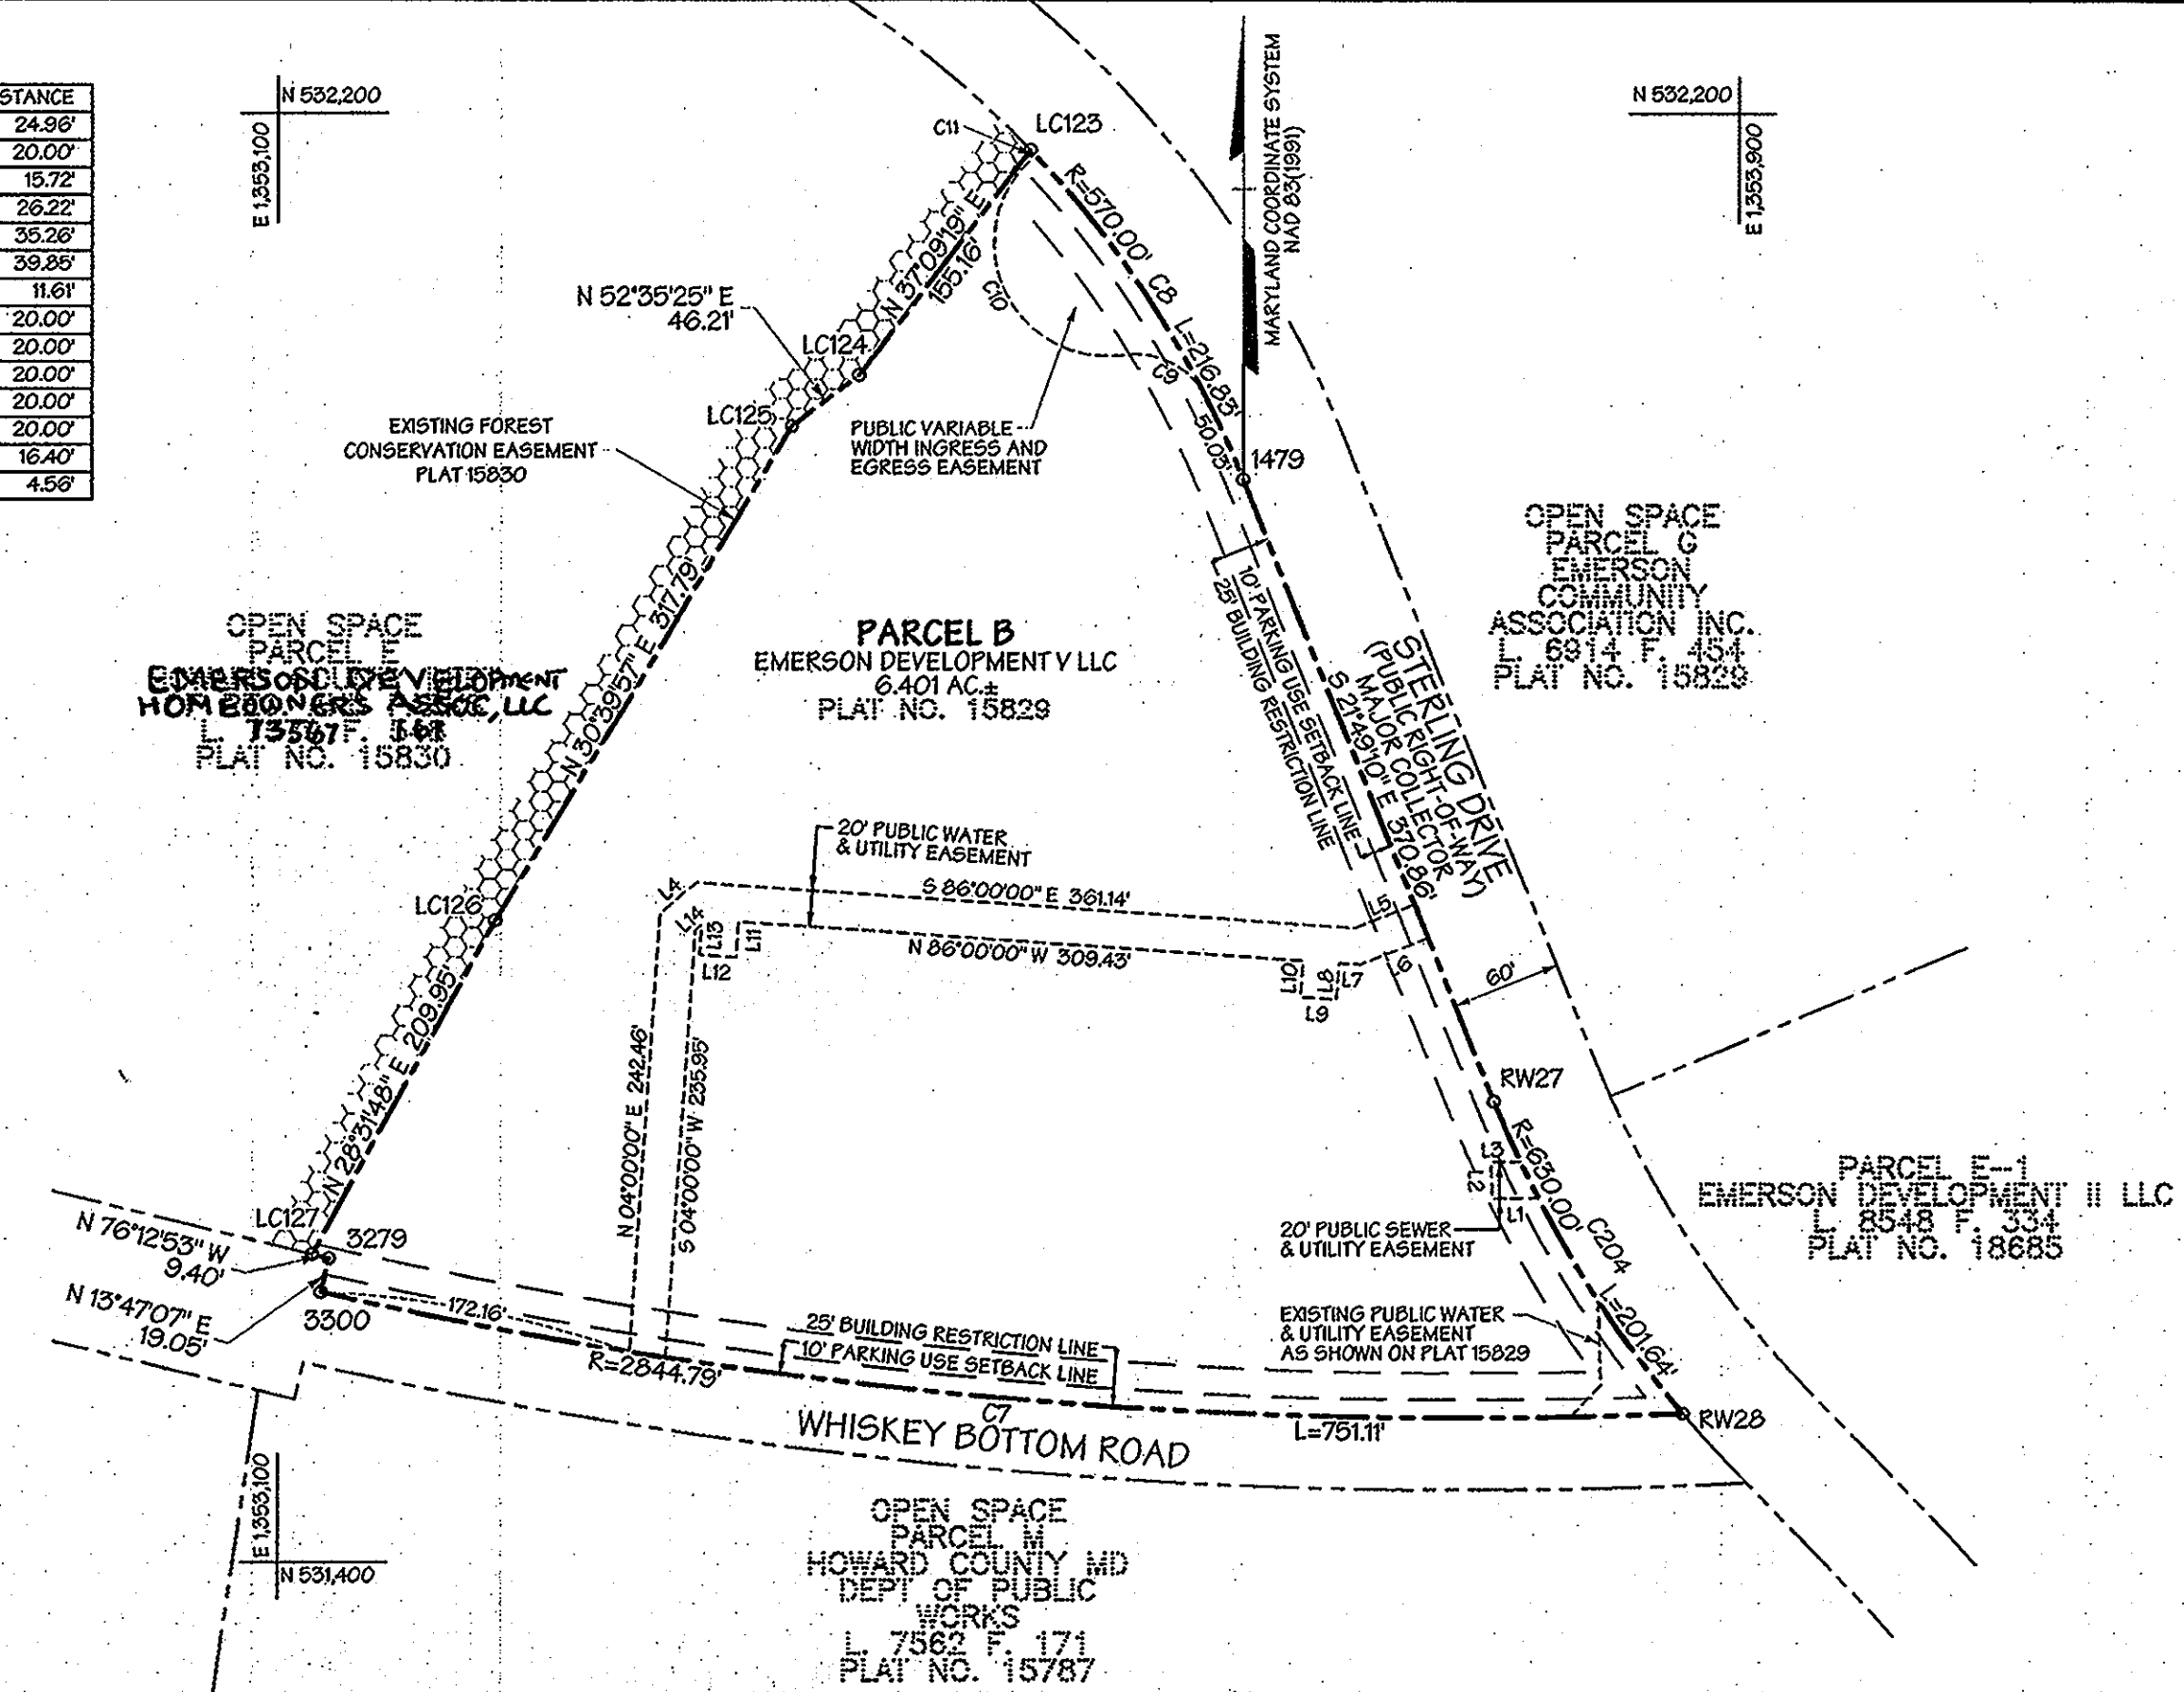 STANCE
24.96'
20.00'
15.72'
26.22'
35.26'
39.85'
11.61'
20.00'
20.00'
20.00'
20.00'
20.00'
16.40'
4.56'
N 532,200
E 1,353,100
N 532,200
E 1,353,900
MARYLAND COORDINATE SYSTEM
NAD 83(1991)
C11
LC123
R=570.00' C8 L=216.83'
N 37°09'19" E
155.16'
C10
C9
50.03'
N 52°35'25" E
46.21'
LC124
LC125
1479
EXISTING FOREST
CONSERVATION EASEMENT
PLAT 15830
PUBLIC VARIABLE
WIDTH INGRESS AND
EGRESS EASEMENT
OPEN SPACE
PARCEL G
EMERSON
COMMUNITY
ASSOCIATION INC.
L. 6914 F. 454
PLAT NO. 15829
OPEN SPACE
PARCEL E
EMERSON DEVELOPMENT
HOMEOWNERS ASSOC, LLC
L. 13567 F.
PLAT NO. 15830
N 30°39'57" E 317.79'
PARCEL B
EMERSON DEVELOPMENT V LLC
6.401 AC.±
PLAT NO. 15829
10' PARKING USE SETBACK LINE
25' BUILDING RESTRICTION LINE
S 21°49'10" E 370.86'
STERLING DRIVE
(PUBLIC RIGHT-OF-WAY)
MAJOR COLLECTOR
20' PUBLIC WATER
& UTILITY EASEMENT
L4
S 86°00'00" E 361.14'
L5
LC126
L14
L13
L11
L12
N 86°00'00" W 309.43'
L10
L8
L7
L6
L9
60'
N 28°31'48" E 209.95'
N 04°00'00" E 242.46'
S 04°00'00" W 235.95'
RW27
R=630.00' C204 L=201.64'
L3
L2
L1
20' PUBLIC SEWER
& UTILITY EASEMENT
PARCEL E-1
EMERSON DEVELOPMENT II LLC
L. 8548 F. 334
PLAT NO. 18685
LC127
3279
N 76°12'53" W
9.40'
N 13°47'07" E
19.05'
3300
172.16'
EXISTING PUBLIC WATER
& UTILITY EASEMENT
AS SHOWN ON PLAT 15829
25' BUILDING RESTRICTION LINE
10' PARKING USE SETBACK LINE
R=2844.79'
C7
L=751.11'
RW28
WHISKEY BOTTOM ROAD
E 1,353,100
N 531,400
OPEN SPACE
PARCEL M
HOWARD COUNTY MD
DEPT OF PUBLIC
WORKS
L. 7562 F. 171
PLAT NO. 15787